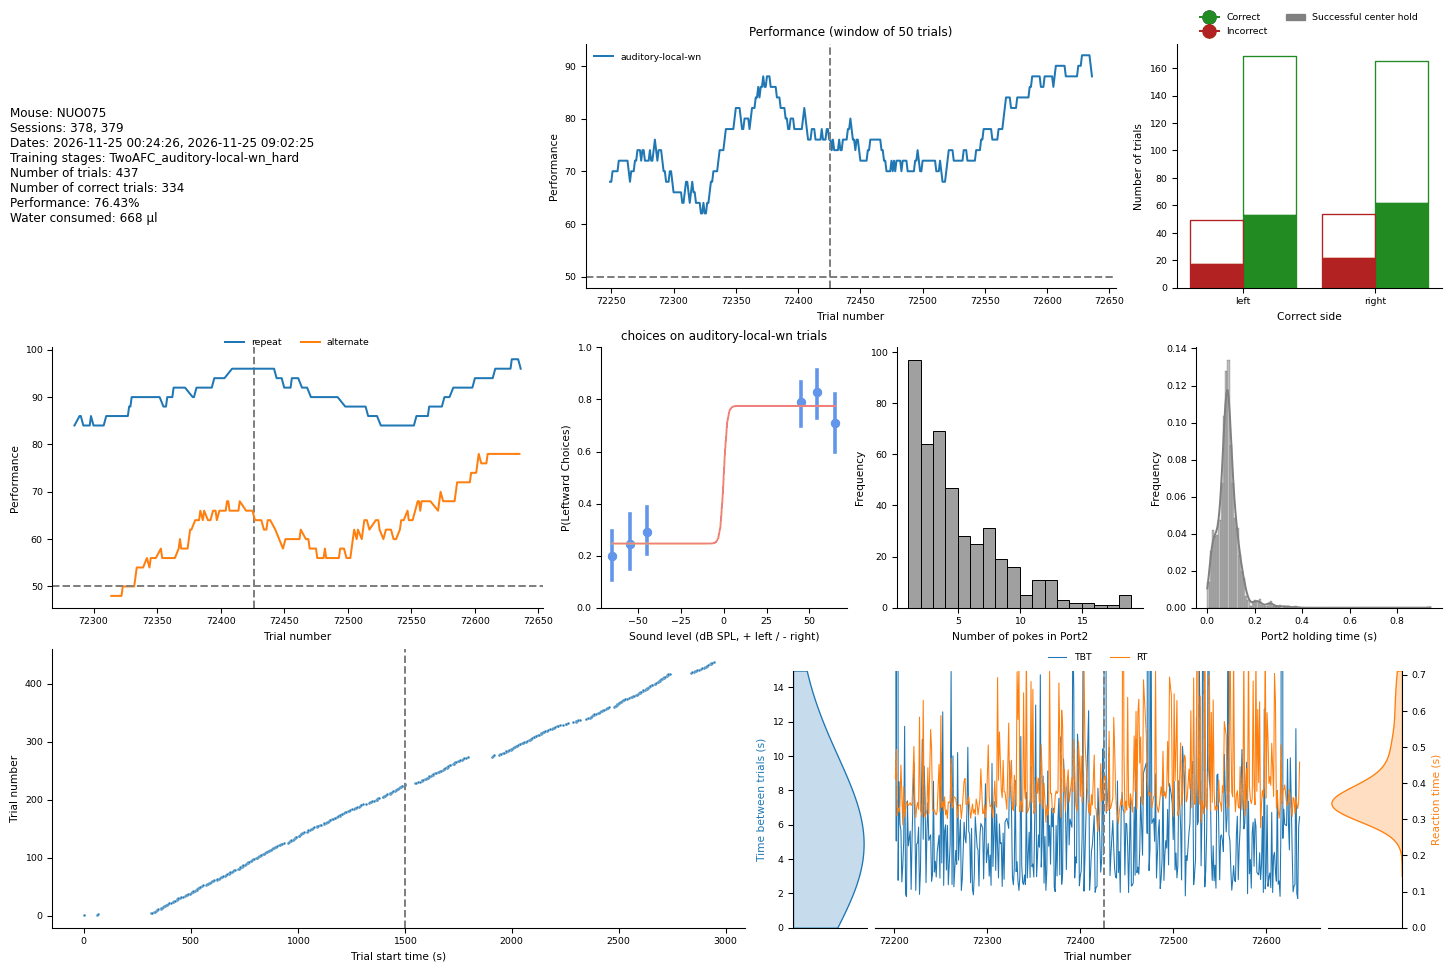 Mouse: NUO075
Sessions: 378, 379
Dates: 2026-11-25 00:24:26, 2026-11-25 09:02:25
Training stages: TwoAFC_auditory-local-wn_hard
Number of trials: 437
Number of correct trials: 334
Performance: 76.43%
Water consumed: 668 µl
Performance (window of 50 trials)
auditory-local-wn
Performance
90
80
70
60
50
72250 72300 72350 72400 72450 72500 72550 72600 72650
Trial number
Correct
Incorrect
Successful center hold
Number of trials
160
140
120
100
80
60
40
20
0
left right
Correct side
repeat alternate
Performance
100
90
80
70
60
50
72300 72350 72400 72450 72500 72550 72600 72650
Trial number
choices on auditory-local-wn trials
P(Leftward Choices)
1.0
0.8
0.6
0.4
0.2
0.0
−50 −25 0 25 50
Sound level (dB SPL, + left / - right)
Frequency
100
80
60
40
20
0
5 10 15
Number of pokes in Port2
Frequency
0.14
0.12
0.10
0.08
0.06
0.04
0.02
0.00
0.0 0.2 0.4 0.6 0.8
Port2 holding time (s)
Trial number
400
300
200
100
0
0 500 1000 1500 2000 2500 3000
Trial start time (s)
Time between trials (s)
14
12
10
8
6
4
2
0
TBT RT
72200 72300 72400 72500 72600
Trial number
0.7
0.6
0.5
0.4
0.3
0.2
0.1
0.0
Reaction time (s)